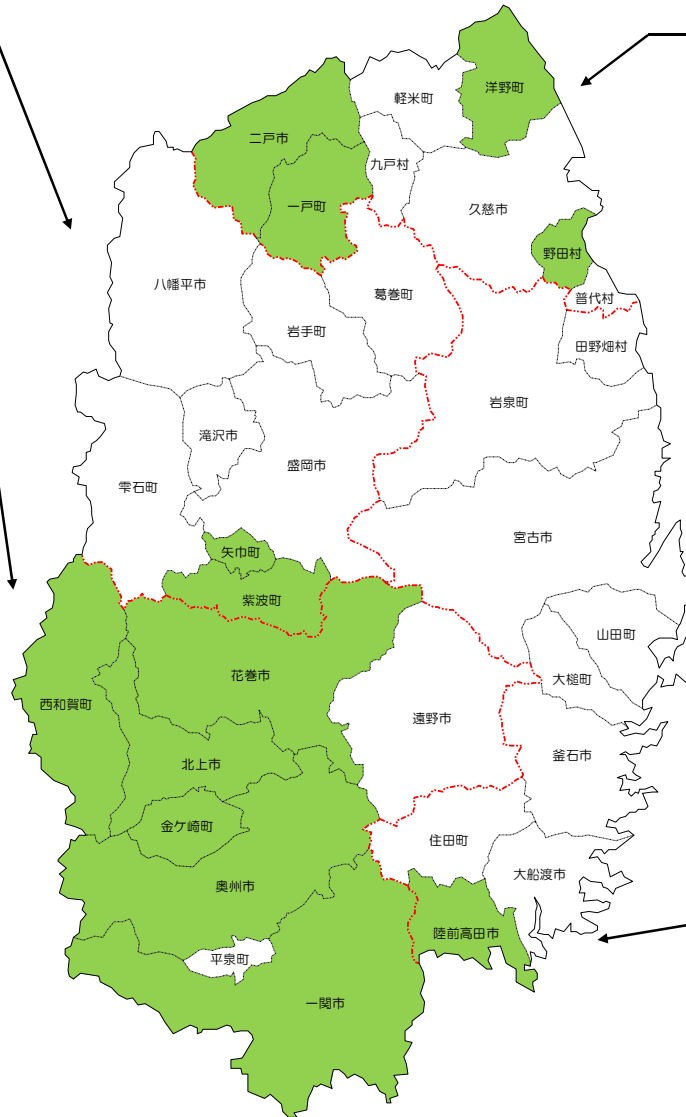 洋野町
軽米町
二戸市
九戸村
一戸町
久慈市
野田村
八幡平市
葛巻町
普代村
岩手町
田野畑村
岩泉町
滝沢市
盛岡市
雫石町
宮古市
矢巾町
紫波町
山田町
花巻市
大槌町
西和賀町
遠野市
釜石市
北上市
金ケ崎町
住田町
大船渡市
奥州市
陸前高田市
平泉町
一関市